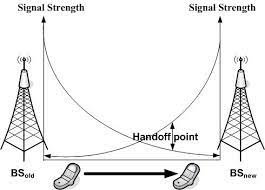 Signal Strength Signal Strength
Handoff point
BSold BSnew